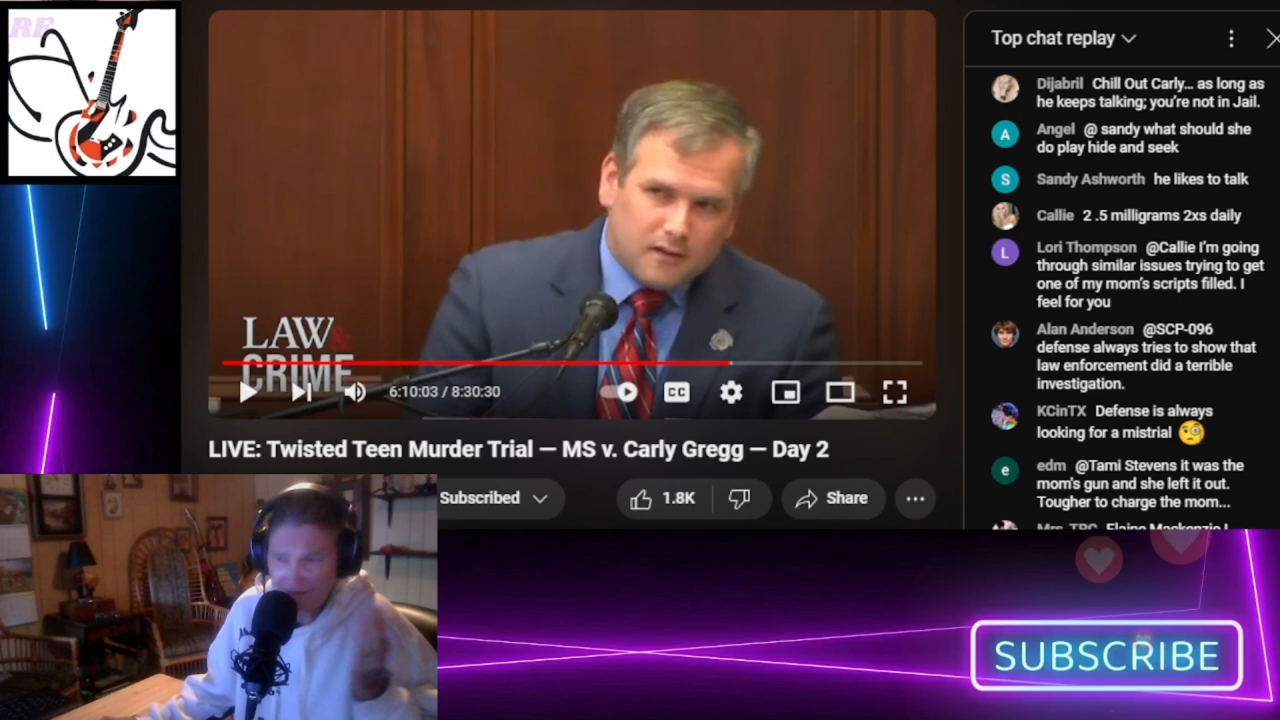 RE
Top chat replay
Dijabril Chill Out Carly... as long as
he keeps talking; you're not in Jail.
A
Angel @ sandy what should she
do play hide and seek
S
Sandy Ashworth he likes to talk
Callie 2 .5 milligrams 2xs daily
L
Lori Thompson @Callie I'm going
through similar issues trying to get
one of my mom's scripts filled. I
feel for you
Alan Anderson @SCP-096
defense always tries to show that
law enforcement did a terrible
investigation.
KCinTX Defense is always
looking for a mistrial
e
edm @Tami Stevens it was the
mom's gun and she left it out.
Tougher to charge the mom...
Mrs. TBC Elaine Mackenzie I
LAW&
CRIME
6:10:03 / 8:30:30
CC
LIVE: Twisted Teen Murder Trial — MS v. Carly Gregg — Day 2
Subscribed
1.8K
Share
SUBSCRIBE